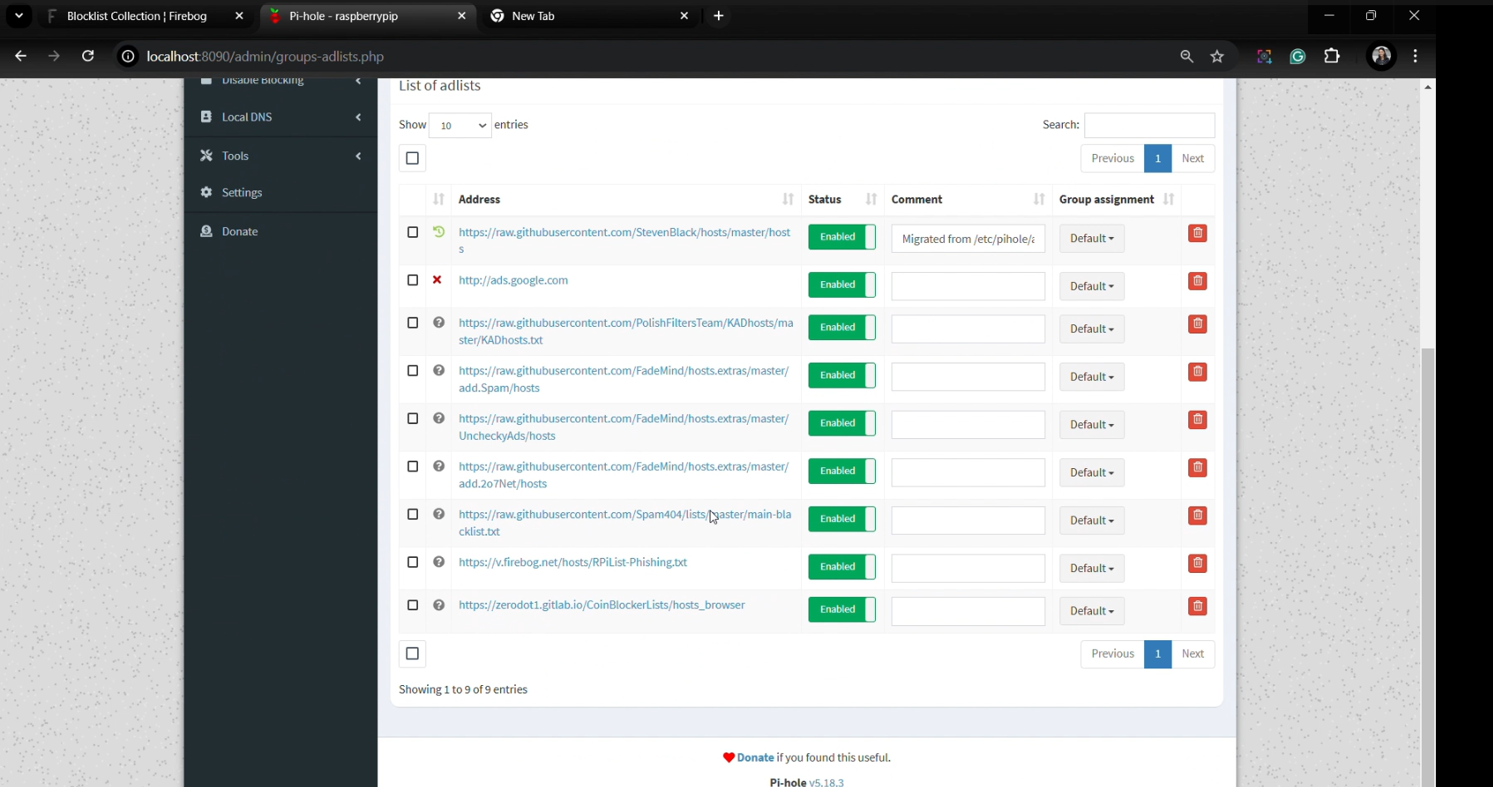 Blocklist Collection ¦ Firebog
Pi-hole - raspberrypip
New Tab
localhost:8090/admin/groups-adlists.php
Disable Blocking
Local DNS
Tools
Settings
Donate
List of adlists
Show 10 entries
Search:
Previous 1 Next
Address Status Comment Group assignment
https://raw.githubusercontent.com/StevenBlack/hosts/master/host
s
Enabled Migrated from /etc/pihole/a Default
http://ads.google.com Enabled Default
https://raw.githubusercontent.com/PolishFiltersTeam/KADhosts/ma
ster/KADhosts.txt
Enabled Default
https://raw.githubusercontent.com/FadeMind/hosts.extras/master/
add.Spam/hosts
Enabled Default
https://raw.githubusercontent.com/FadeMind/hosts.extras/master/
UncheckyAds/hosts
Enabled Default
https://raw.githubusercontent.com/FadeMind/hosts.extras/master/
add.2o7Net/hosts
Enabled Default
https://raw.githubusercontent.com/Spam404/lists/master/main-bla
cklist.txt
Enabled Default
https://v.firebog.net/hosts/RPiList-Phishing.txt Enabled Default
https://zerodot1.gitlab.io/CoinBlockerLists/hosts_browser Enabled Default
Previous 1 Next
Showing 1 to 9 of 9 entries
Donate if you found this useful.
Pi-hole v5.18.3